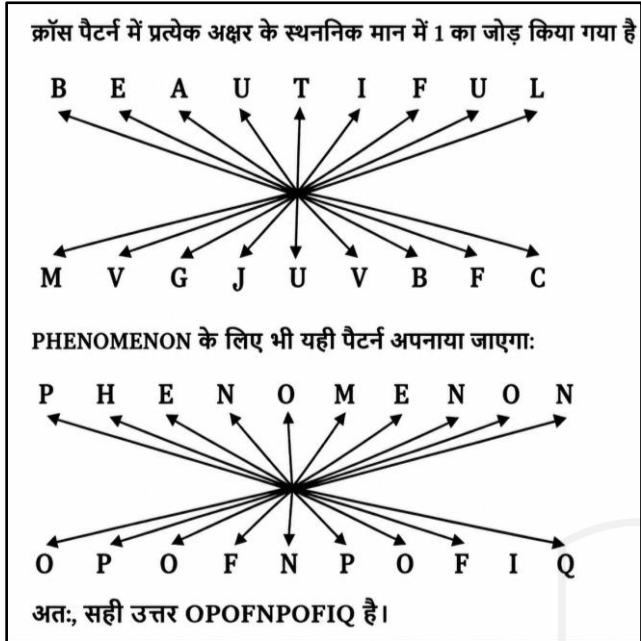 क्रॉस पैटर्न में प्रत्येक अक्षर के स्थननिक मान में 1 का जोड़ किया गया है
B E A U T I F U L
M V G J U V B F C
PHENOMENON के लिए भी यही पैटर्न अपनाया जाएगा:
P H E N O M E N O N
O P O F N P O F I Q
अतः, सही उत्तर OPOFNPOFIQ है।